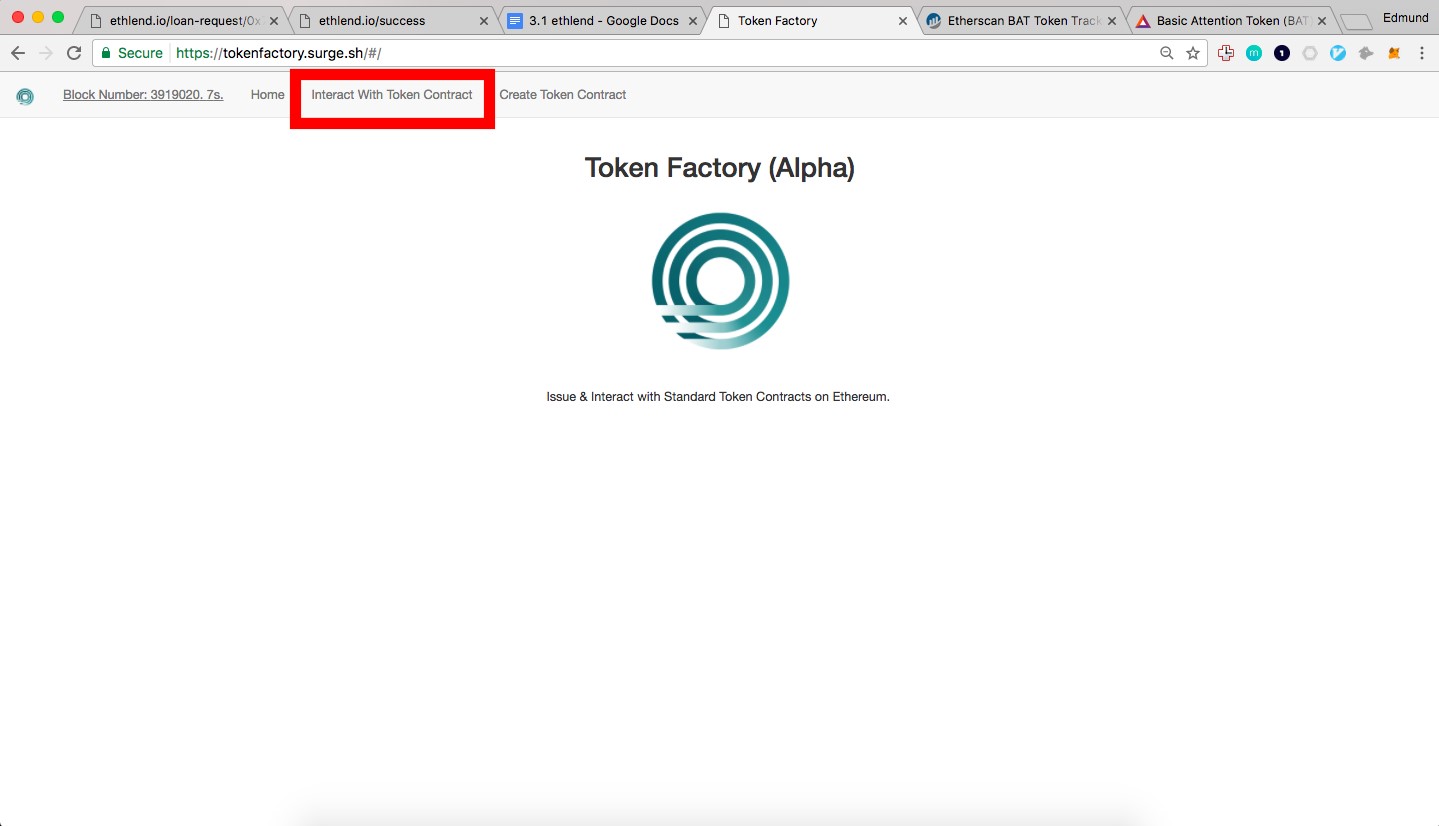 ethlend.io/loan-request/0x
ethlend.io/success
3.1 ethlend - Google Docs
Token Factory
Etherscan BAT Token Track
Basic Attention Token (BAT)
Edmund
Secure https://tokenfactory.surge.sh/#/
Block Number: 3919020. 7s. Home Interact With Token Contract Create Token Contract
Token Factory (Alpha)
Issue & Interact with Standard Token Contracts on Ethereum.